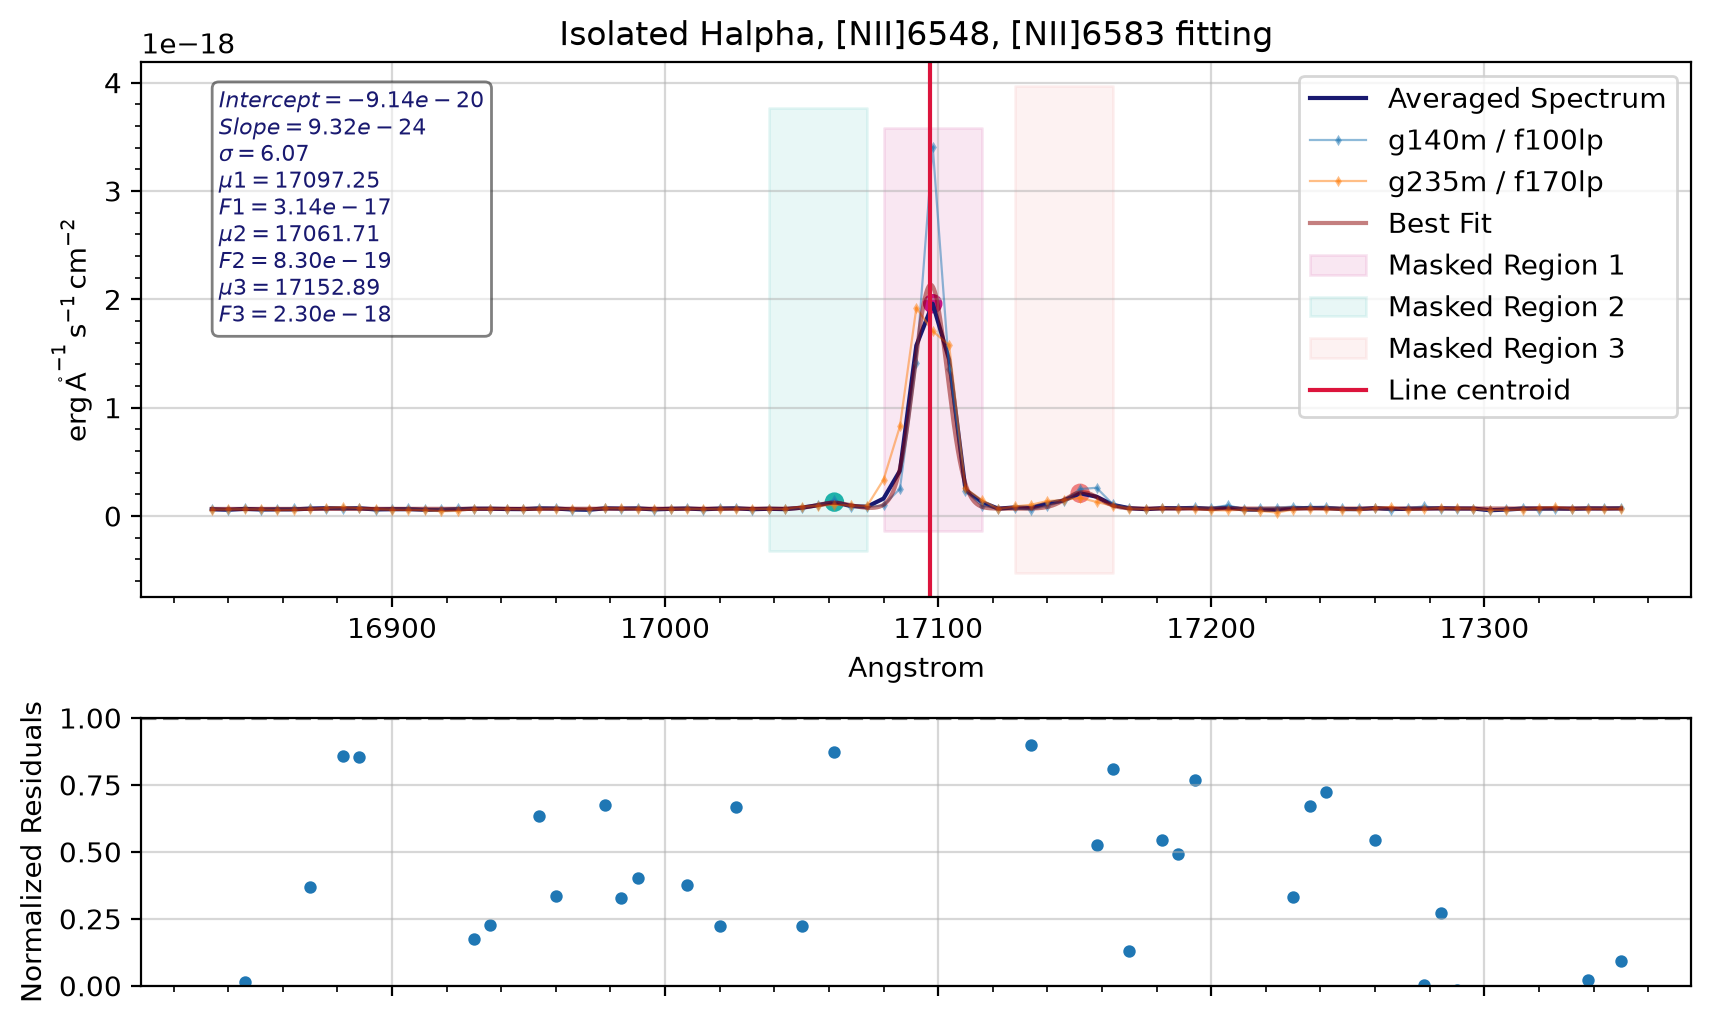 Isolated Halpha, [NII]6548, [NII]6583 fitting
1e−18
4
3
2
1
0
erg Å⁻¹ s⁻¹ cm⁻²
Intercept = −9.14e − 20
Slope = 9.32e − 24
σ = 6.07
μ1 = 17097.25
F1 = 3.14e − 17
μ2 = 17061.71
F2 = 8.30e − 19
μ3 = 17152.89
F3 = 2.30e − 18
Averaged Spectrum
g140m / f100lp
g235m / f170lp
Best Fit
Masked Region 1
Masked Region 2
Masked Region 3
Line centroid
16900 17000 17100 17200 17300
Angstrom
1.00
0.75
0.50
0.25
0.00
Normalized Residuals